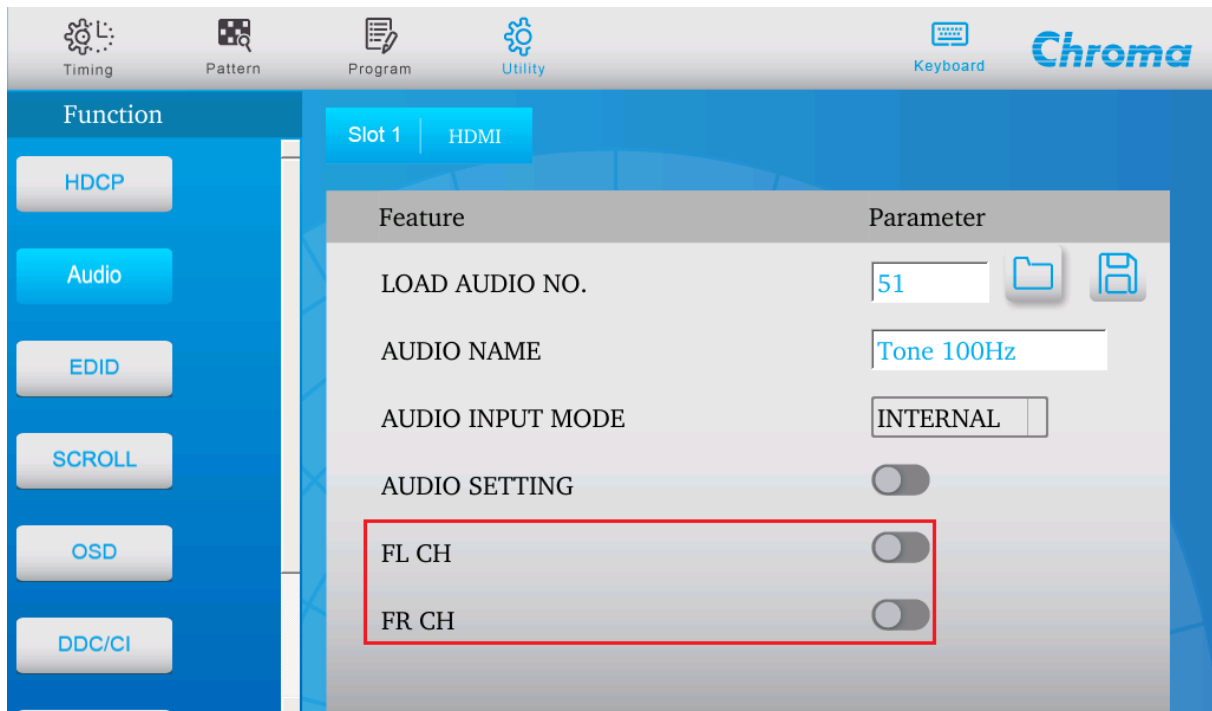 Timing
Pattern
Program
Utility
Keyboard
Chroma
Function
HDCP
Audio
EDID
SCROLL
OSD
DDC/CI
Slot 1 HDMI
Feature Parameter
LOAD AUDIO NO. 51
AUDIO NAME Tone 100Hz
AUDIO INPUT MODE INTERNAL
AUDIO SETTING
FL CH
FR CH